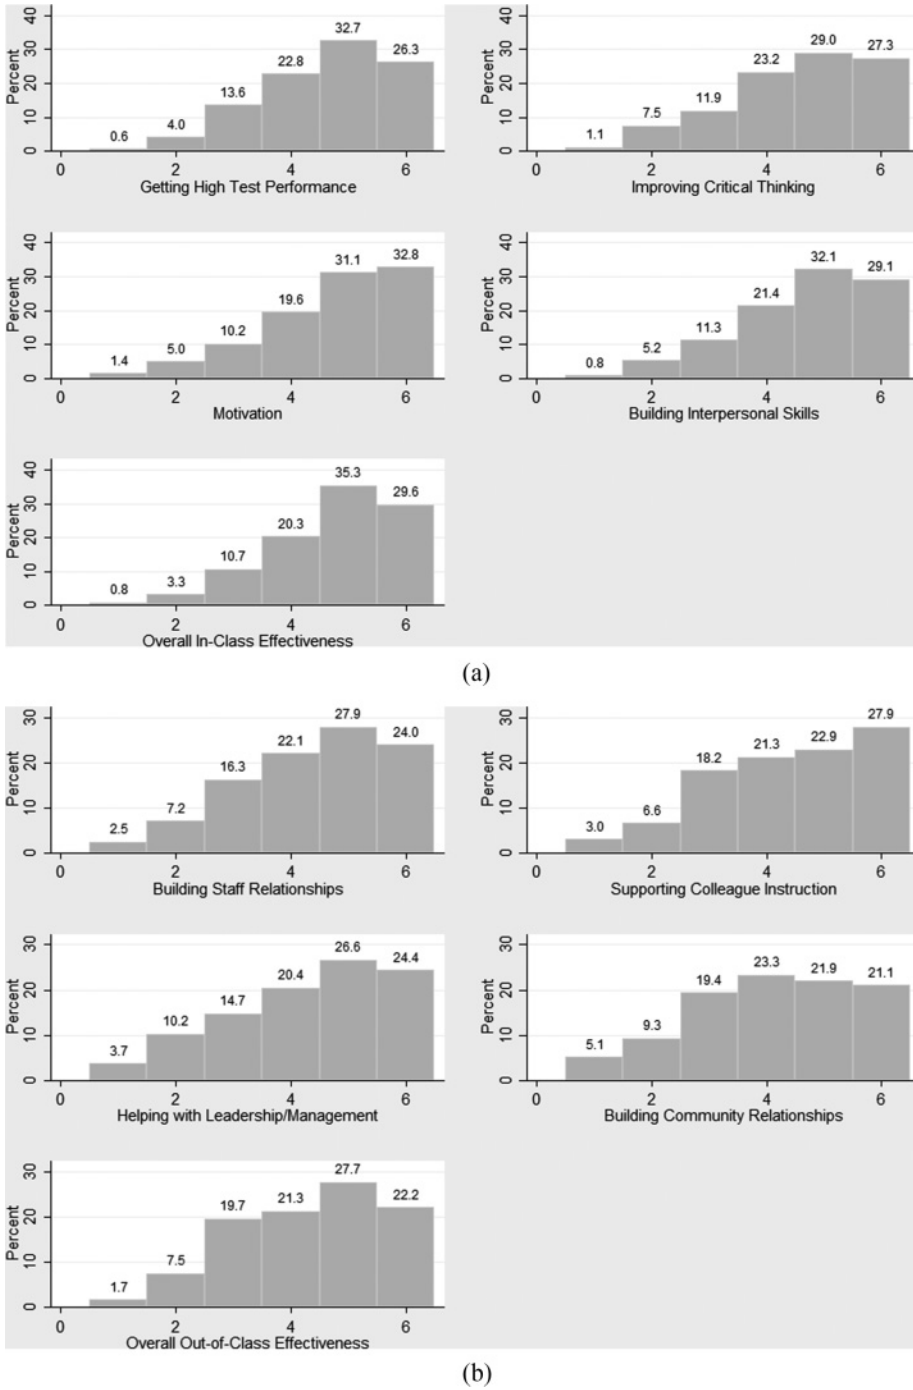 Percent
0 10 20 30 40
0.6 4.0 13.6 22.8 32.7 26.3
0 2 4 6
Getting High Test Performance
Percent
0 10 20 30 40
1.1 7.5 11.9 23.2 29.0 27.3
0 2 4 6
Improving Critical Thinking
Percent
0 10 20 30 40
1.4 5.0 10.2 19.6 31.1 32.8
0 2 4 6
Motivation
Percent
0 10 20 30 40
0.8 5.2 11.3 21.4 32.1 29.1
0 2 4 6
Building Interpersonal Skills
Percent
0 10 20 30 40
0.8 3.3 10.7 20.3 35.3 29.6
0 2 4 6
Overall In-Class Effectiveness
(a)
Percent
0 10 20 30
2.5 7.2 16.3 22.1 27.9 24.0
0 2 4 6
Building Staff Relationships
Percent
0 10 20 30
3.0 6.6 18.2 21.3 22.9 27.9
0 2 4 6
Supporting Colleague Instruction
Percent
0 10 20 30
3.7 10.2 14.7 20.4 26.6 24.4
0 2 4 6
Helping with Leadership/Management
Percent
0 10 20 30
5.1 9.3 19.4 23.3 21.9 21.1
0 2 4 6
Building Community Relationships
Percent
0 10 20 30
1.7 7.5 19.7 21.3 27.7 22.2
0 2 4 6
Overall Out-of-Class Effectiveness
(b)